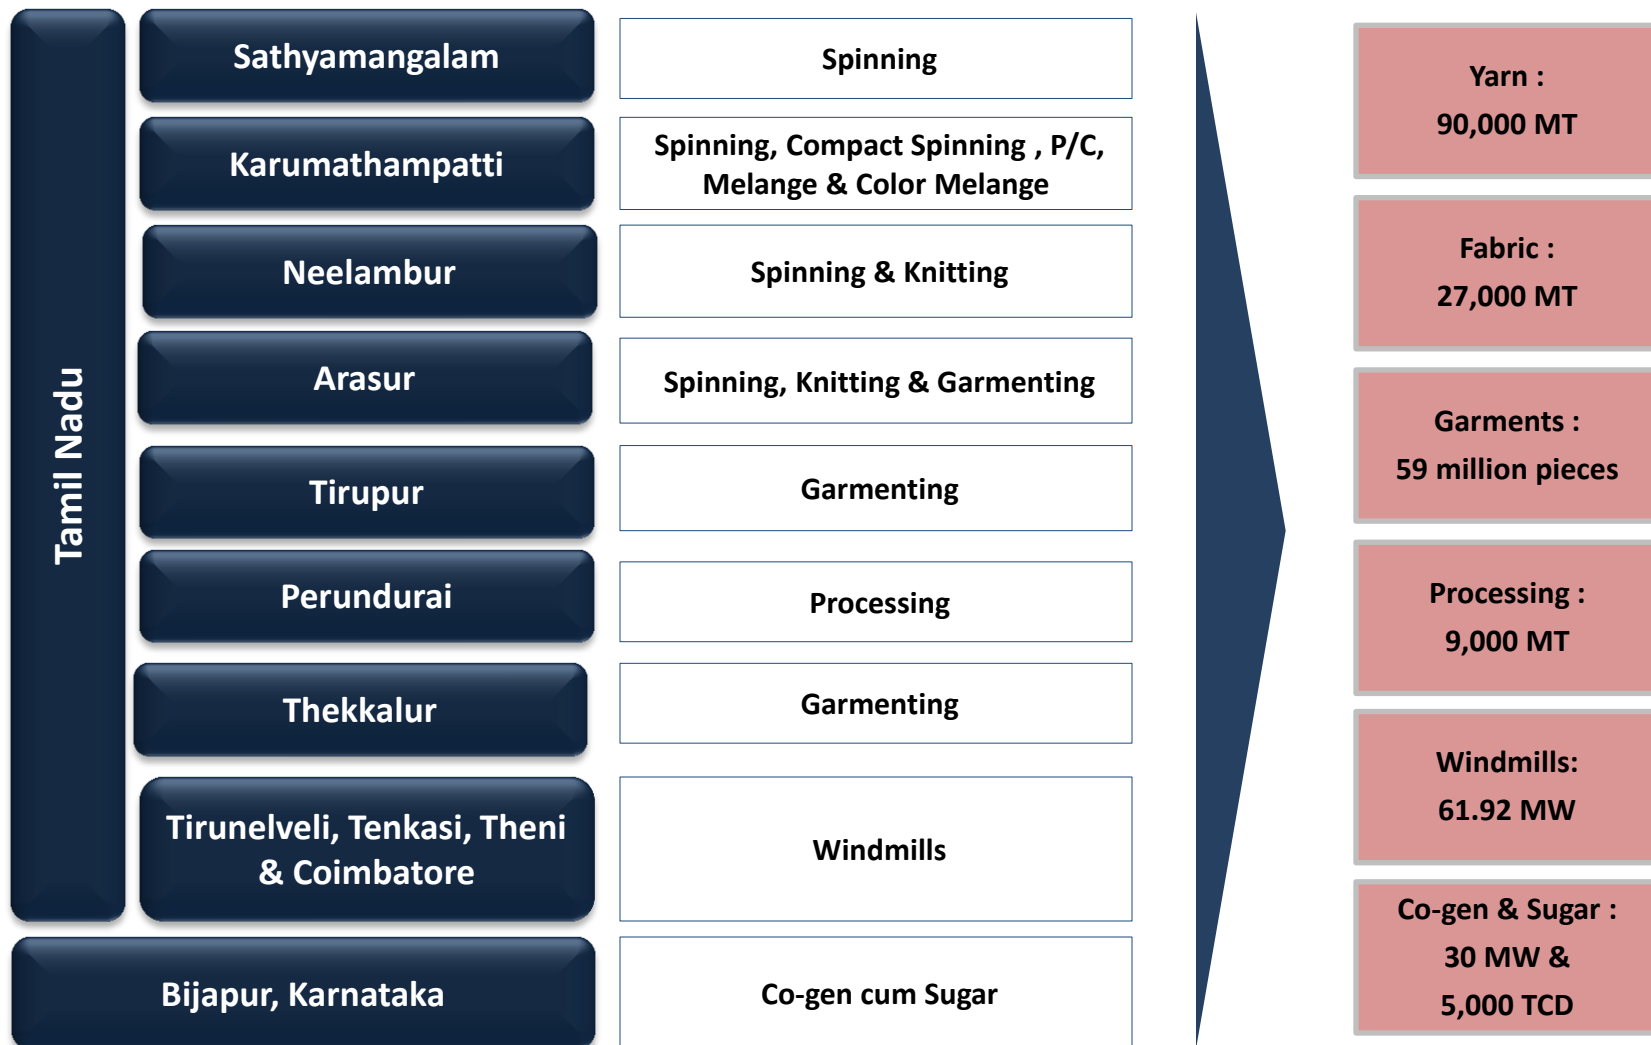 Tamil Nadu
Sathyamangalam
Spinning
Karumathampatti
Spinning, Compact Spinning , P/C,
Melange & Color Melange
Neelambur
Spinning & Knitting
Arasur
Spinning, Knitting & Garmenting
Tirupur
Garmenting
Perundurai
Processing
Thekkalur
Garmenting
Tirunelveli, Tenkasi, Theni
& Coimbatore
Windmills
Bijapur, Karnataka
Co-gen cum Sugar
Yarn :
90,000 MT
Fabric :
27,000 MT
Garments :
59 million pieces
Processing :
9,000 MT
Windmills:
61.92 MW
Co-gen & Sugar :
30 MW &
5,000 TCD